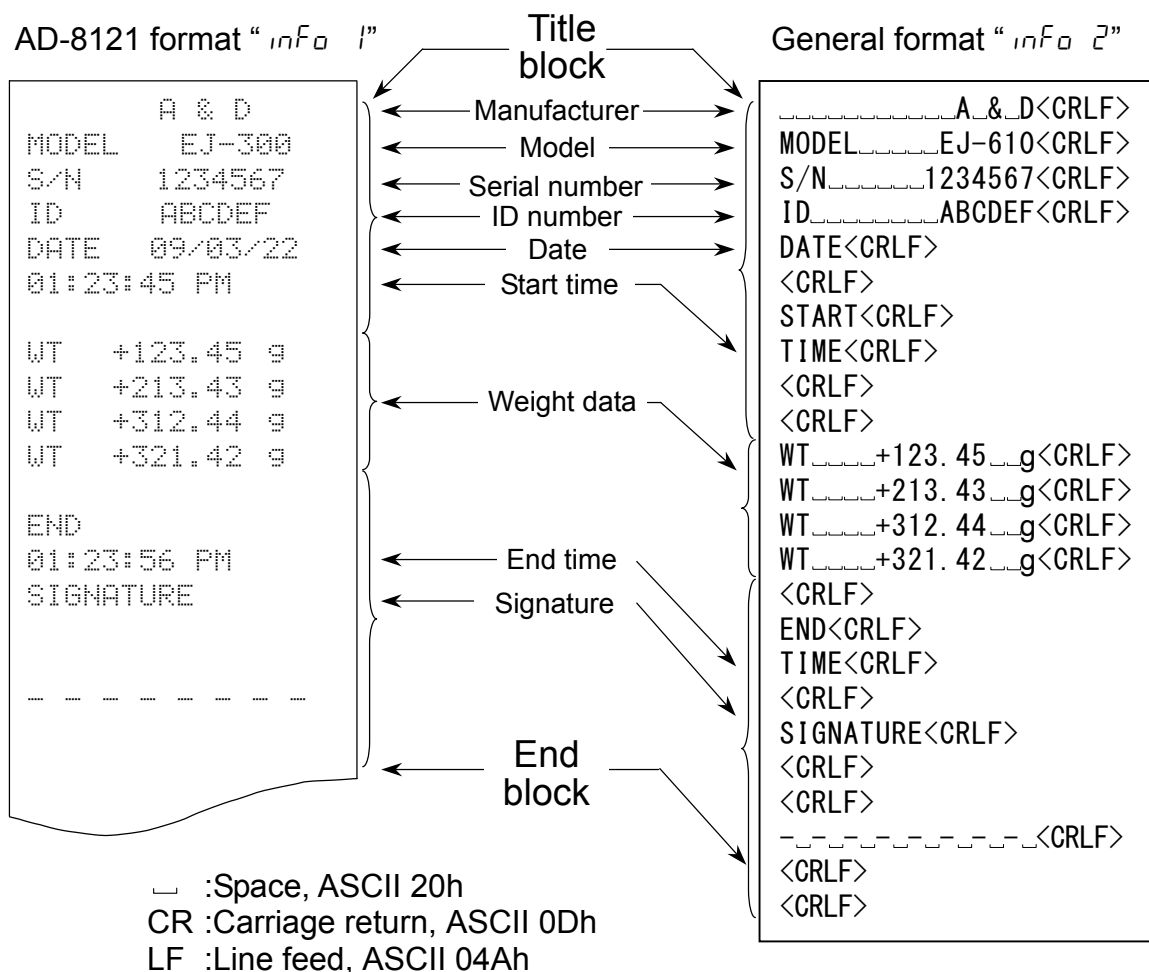 AD-8121 format “ inFo 1”
A & D
MODEL EJ-300
S/N 1234567
ID ABCDEF
DATE 09/03/22
01:23:45 PM
WT +123.45 g
WT +213.43 g
WT +312.44 g
WT +321.42 g
END
01:23:56 PM
SIGNATURE
_ _ _ _ _ _ _ _
Title
block
Manufacturer
Model
Serial number
ID number
Date
Start time
Weight data
End time
Signature
End
block
General format “ inFo 2”
␣␣␣␣␣␣␣␣␣␣␣A␣&␣D<CRLF>
MODEL␣␣␣␣␣EJ-610<CRLF>
S/N␣␣␣␣␣␣1234567<CRLF>
ID␣␣␣␣␣␣␣␣ABCDEF<CRLF>
DATE<CRLF>
<CRLF>
START<CRLF>
TIME<CRLF>
<CRLF>
<CRLF>
WT␣␣␣␣+123.45␣␣g<CRLF>
WT␣␣␣␣+213.43␣␣g<CRLF>
WT␣␣␣␣+312.44␣␣g<CRLF>
WT␣␣␣␣+321.42␣␣g<CRLF>
<CRLF>
END<CRLF>
TIME<CRLF>
<CRLF>
SIGNATURE<CRLF>
<CRLF>
<CRLF>
-␣-␣-␣-␣-␣-␣-␣-␣<CRLF>
<CRLF>
<CRLF>
␣ :Space, ASCII 20h
CR :Carriage return, ASCII 0Dh
LF :Line feed, ASCII 04Ah